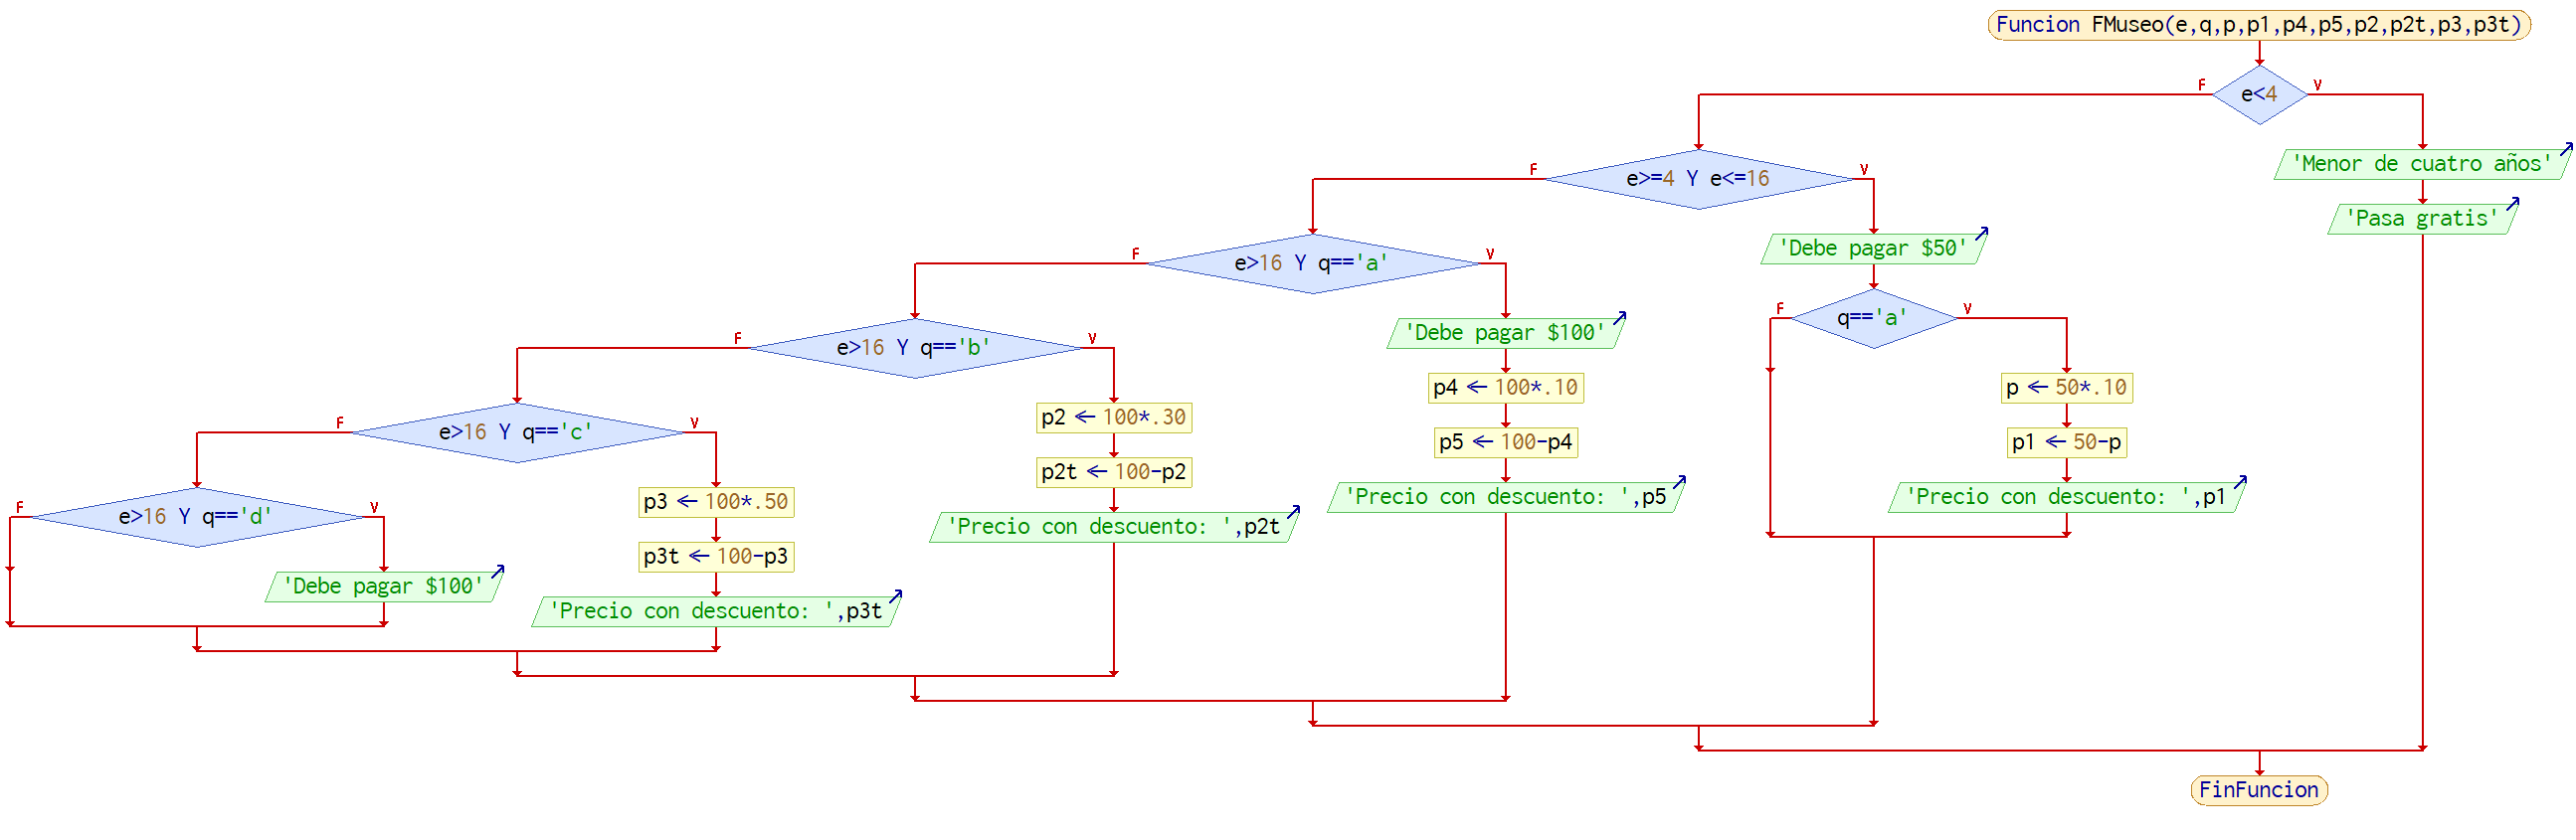 Funcion FMuseo(e,q,p,p1,p4,p5,p2,p2t,p3,p3t)
F
e<4
V
'Menor de cuatro años'
'Pasa gratis'
F
e>=4 Y e<=16
V
'Debe pagar $50'
F
q=='a'
V
p ← 50*.10
p1 ← 50-p
'Precio con descuento: ',p1
F
e>16 Y q=='a'
V
'Debe pagar $100'
p4 ← 100*.10
p5 ← 100-p4
'Precio con descuento: ',p5
F
e>16 Y q=='b'
V
p2 ← 100*.30
p2t ← 100-p2
'Precio con descuento: ',p2t
F
e>16 Y q=='c'
V
p3 ← 100*.50
p3t ← 100-p3
'Precio con descuento: ',p3t
F
e>16 Y q=='d'
V
'Debe pagar $100'
FinFuncion